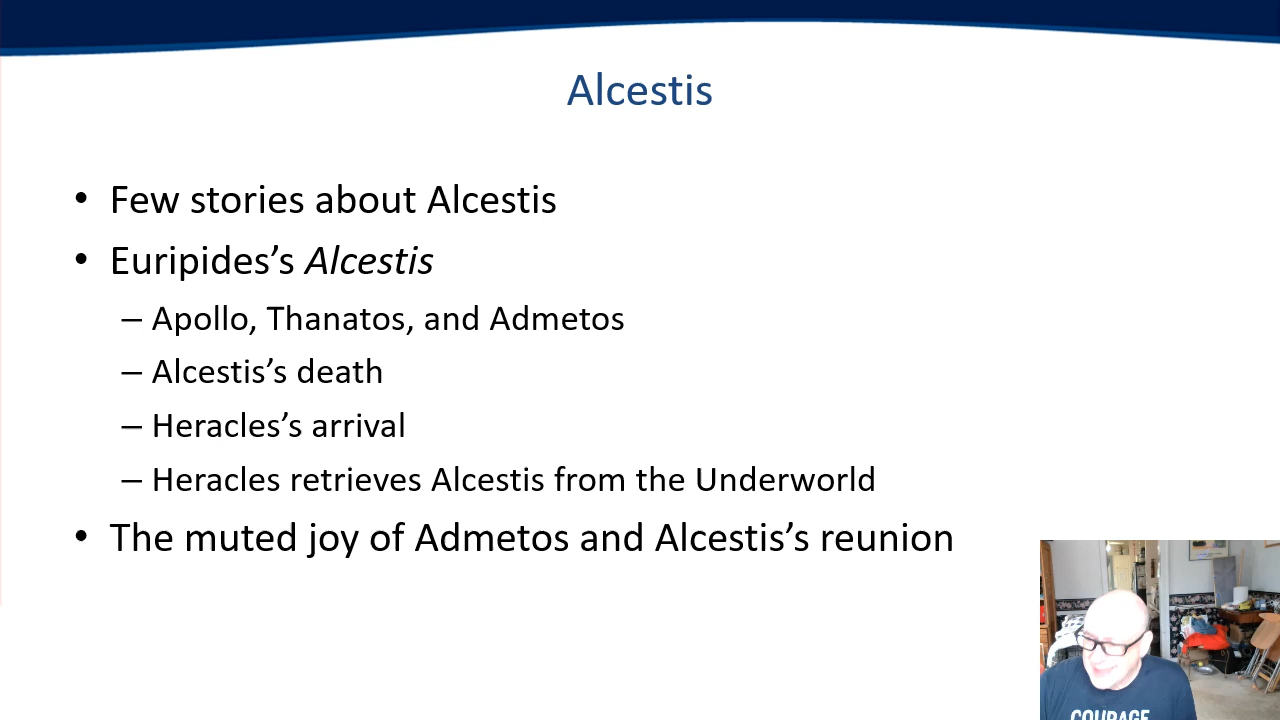 Alcestis
• Few stories about Alcestis
• Euripides’s Alcestis
– Apollo, Thanatos, and Admetos
– Alcestis’s death
– Heracles’s arrival
– Heracles retrieves Alcestis from the Underworld
• The muted joy of Admetos and Alcestis’s reunion
COURAGE